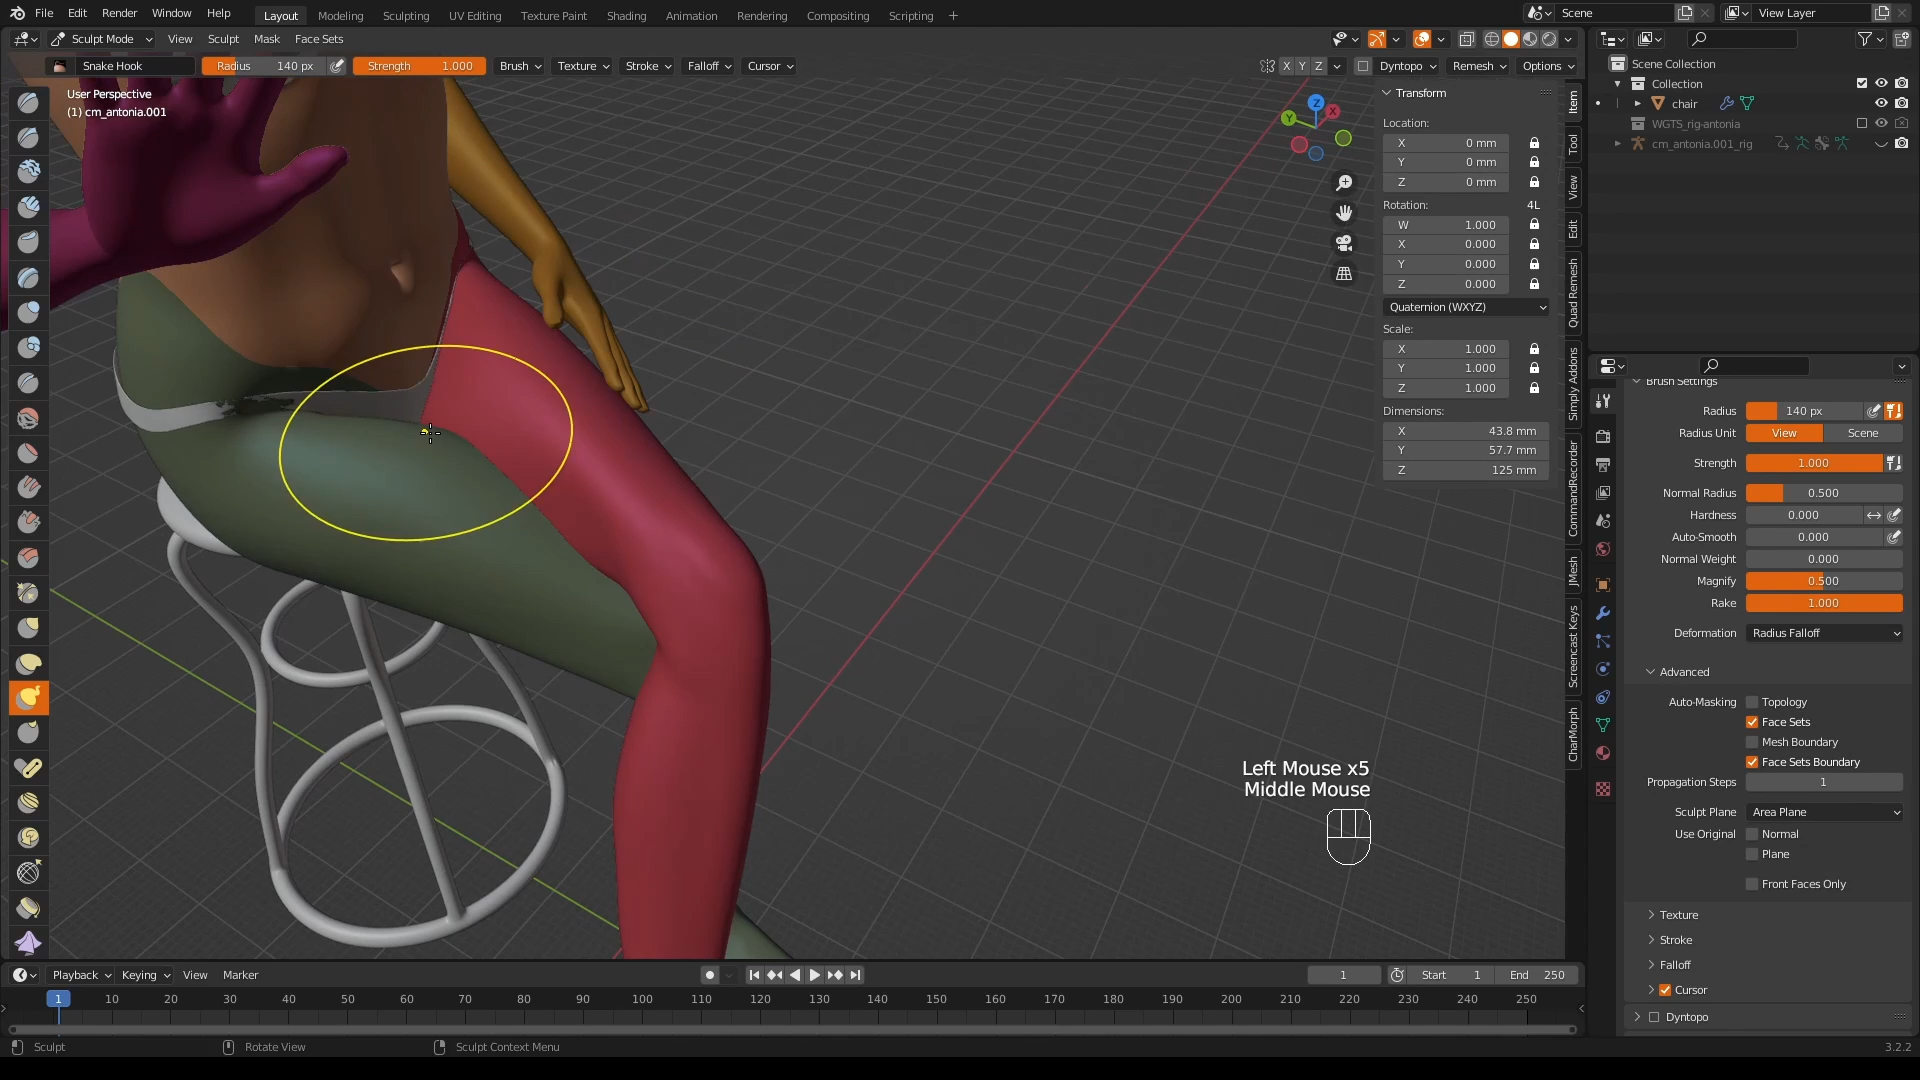 File Edit Render Window Help Layout Modeling Sculpting UV Editing Texture Paint Shading Animation Rendering Compositing Scripting + Scene View Layer
Sculpt Mode View Sculpt Mask Face Sets
Snake Hook Radius 140 px Strength 1.000 Brush Texture Stroke Falloff Cursor X Y Z Dyntopo Remesh Options
User Perspective
(1) cm_antonia.001
Z
X
Y
Transform
Location:
X 0 mm
Y 0 mm
Z 0 mm
Rotation: 4L
W 1.000
X 0.000
Y 0.000
Z 0.000
Quaternion (WXYZ)
Scale:
X 1.000
Y 1.000
Z 1.000
Dimensions:
X 43.8 mm
Y 57.7 mm
Z 125 mm
Item
Tool
View
Edit
Quad Remesh
Simply Addons
CommandRecorder
JMesh
Screencast Keys
CharMorph
Scene Collection
Collection
chair
WGTS_rig-antonia
cm_antonia.001_rig
Brush Settings
Radius 140 px
Radius Unit View Scene
Strength 1.000
Normal Radius 0.500
Hardness 0.000
Auto-Smooth 0.000
Normal Weight 0.000
Magnify 0.500
Rake 1.000
Deformation Radius Falloff
Advanced
Auto-Masking Topology
Face Sets
Mesh Boundary
Face Sets Boundary
Propagation Steps 1
Sculpt Plane Area Plane
Use Original Normal
Plane
Front Faces Only
Texture
Stroke
Falloff
Cursor
Dyntopo
Left Mouse x5
Middle Mouse
Playback Keying View Marker 1 Start 1 End 250
1 10 20 30 40 50 60 70 80 90 100 110 120 130 140 150 160 170 180 190 200 210 220 230 240 250
Sculpt Rotate View Sculpt Context Menu 3.2.2